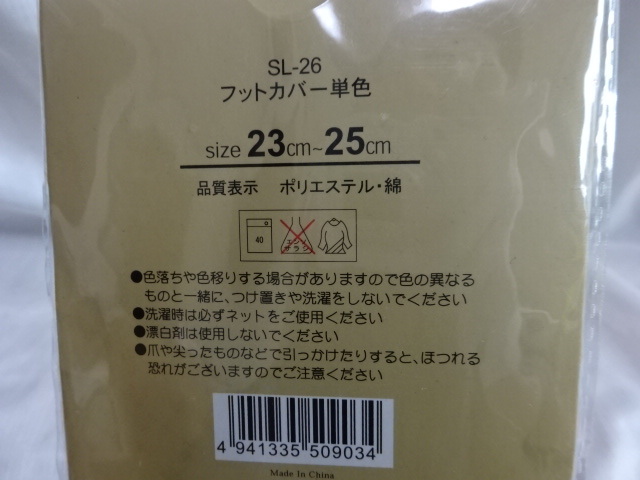 SL-26
フットカバー単色
size 23cm~25cm
品質表示 ポリエステル・綿
40
エンソ
サラシ
●色落ちや色移りする場合がありますので色の異なる
ものと一緒に、つけ置きや洗濯をしないでください
●洗濯時は必ずネットをご使用ください
●漂白剤は使用しないでください
●爪や尖ったものなどで引っかけたりすると、ほつれる
恐れがございますのでご注意ください
4 941335 509034
Made In China